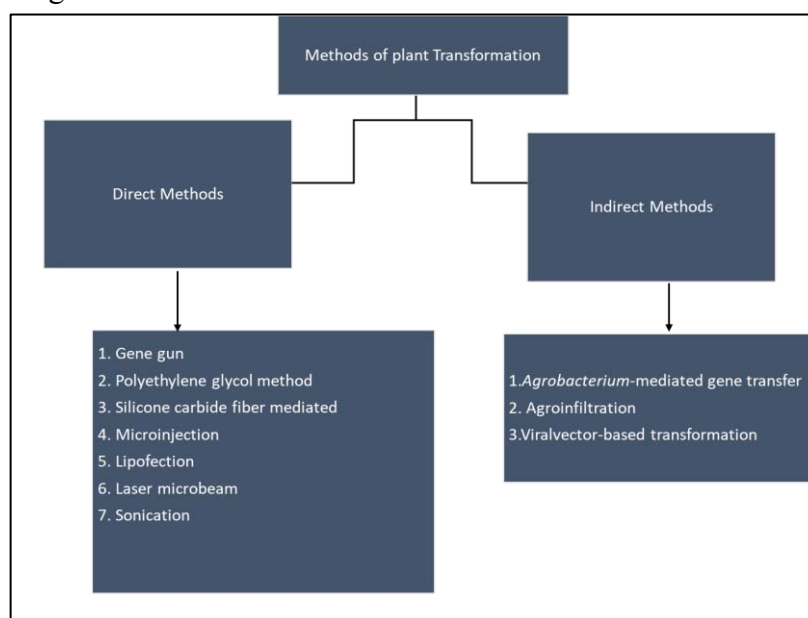 Methods of plant Transformation
Direct Methods
Indirect Methods
1. Gene gun
2. Polyethylene glycol method
3. Silicone carbide fiber mediated
4. Microinjection
5. Lipofection
6. Laser microbeam
7. Sonication
1.Agrobacterium-mediated gene transfer
2. Agroinfiltration
3.Viralvector-based transformation